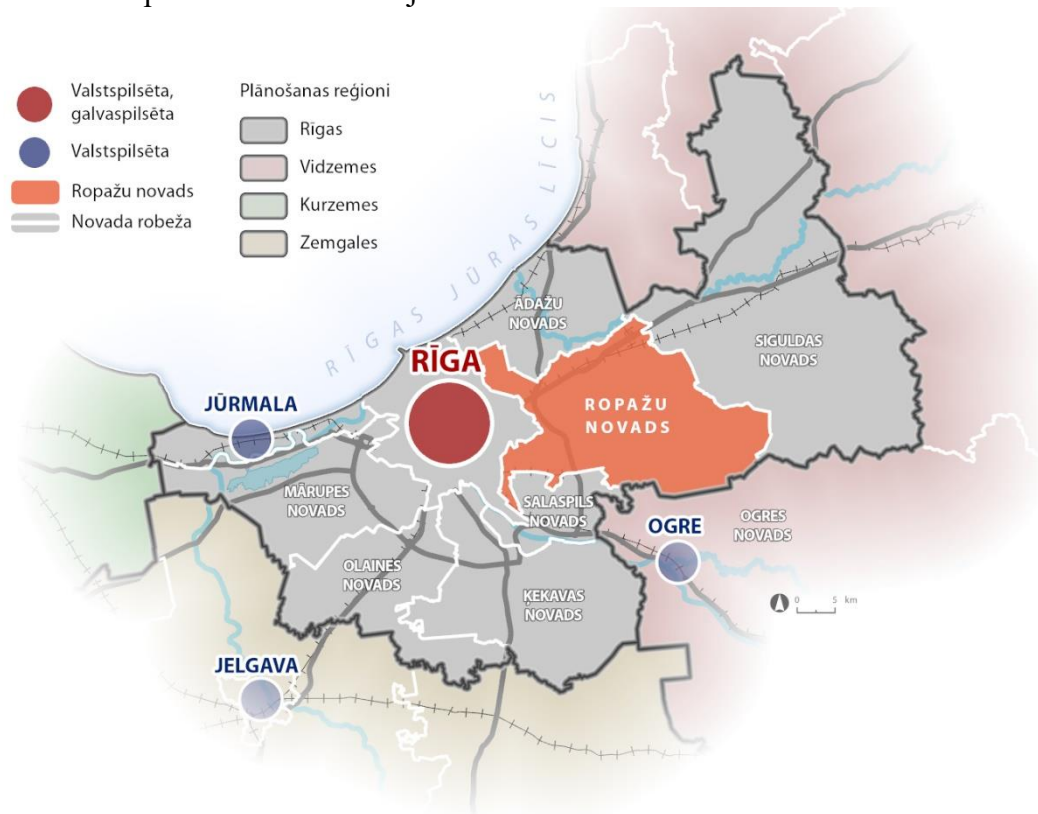 Valstspilsēta,
galvaspilsēta
Valstspilsēta
Ropažu novads
Novada robeža
Plānošanas reģioni
Rīgas
Vidzemes
Kurzemes
Zemgales
RĪGAS JŪRAS LĪCIS
ĀDAŽU
NOVADS
SIGULDAS
NOVADS
RĪGA
JŪRMALA
ROPAŽU
NOVADS
MĀRUPES
NOVADS
SALASPILS
NOVADS
OGRE
OGRES
NOVADS
OLAINES
NOVADS
ĶEKAVAS
NOVADS
0 5 km
JELGAVA